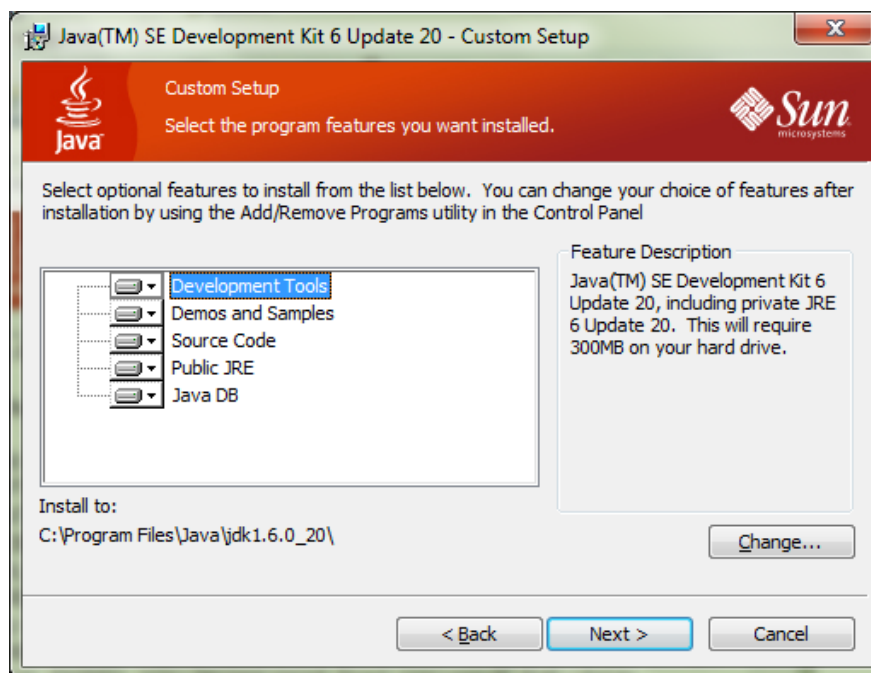 Java(TM) SE Development Kit 6 Update 20 - Custom Setup
Custom Setup
Select the program features you want installed.
Java
Sun
microsystems
Select optional features to install from the list below.  You can change your choice of features after
installation by using the Add/Remove Programs utility in the Control Panel
Development Tools
Demos and Samples
Source Code
Public JRE
Java DB
Feature Description
Java(TM) SE Development Kit 6
Update 20, including private JRE
6 Update 20.  This will require
300MB on your hard drive.
Install to:
C:\Program Files\Java\jdk1.6.0_20\
Change...
< Back
Next >
Cancel